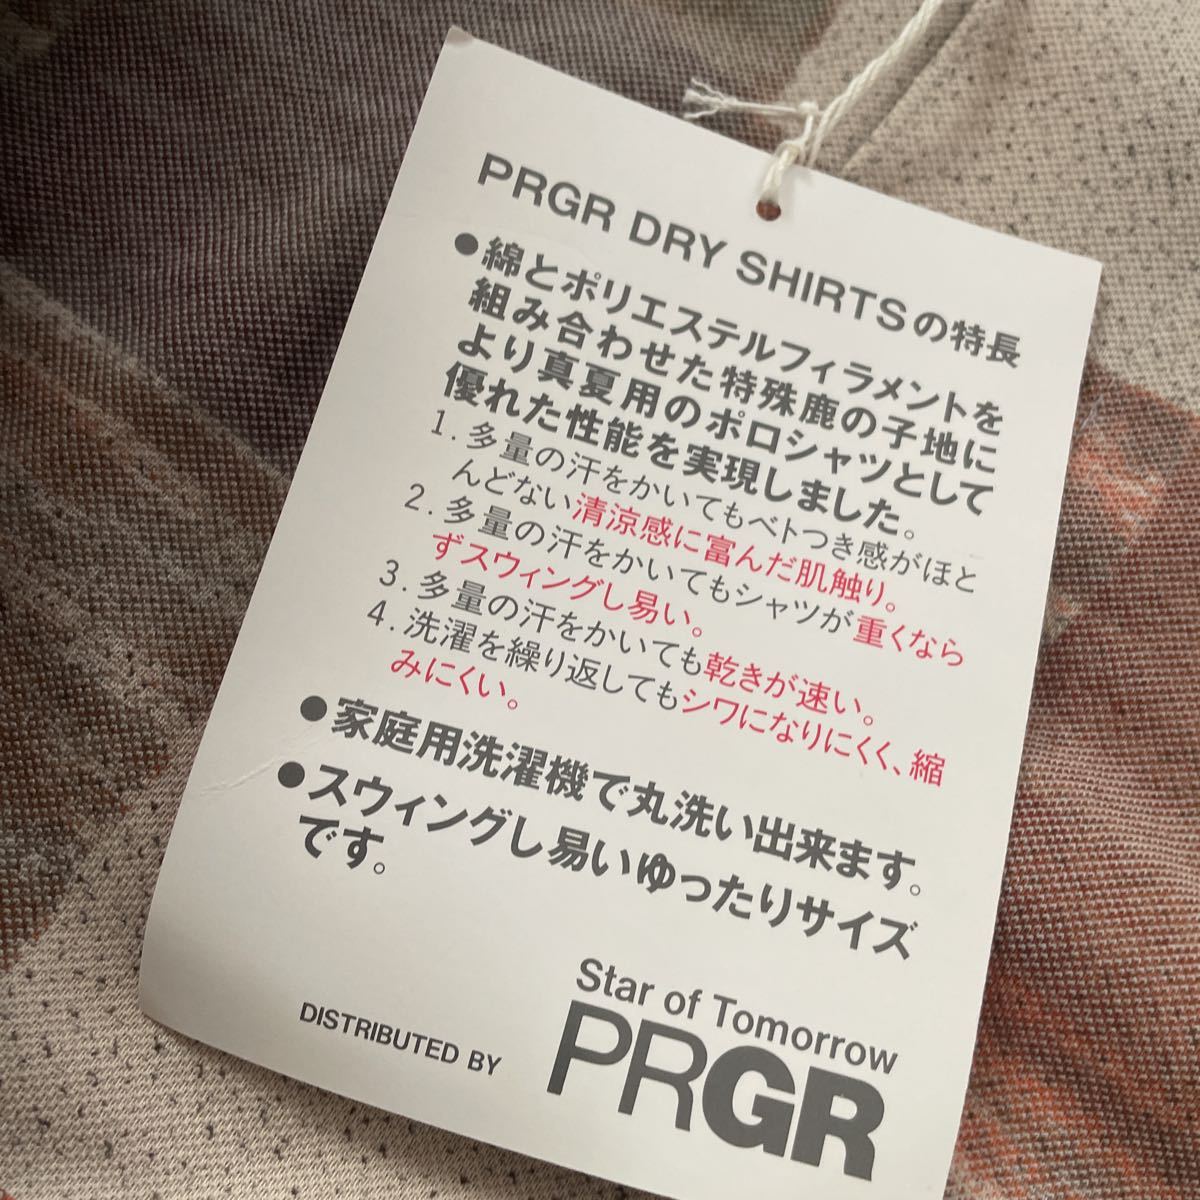 PRGR DRY SHIRTSの特長
●綿とポリエステルフィラメントを
組み合わせた特殊鹿の子地に
より真夏用のポロシャツとして
優れた性能を実現しました。
1. 多量の汗をかいてもベトつき感がほと
んどない清涼感に富んだ肌触り。
2. 多量の汗をかいてもシャツが重くなら
ずスウィングし易い。
3. 多量の汗をかいても乾きが速い。
4. 洗濯を繰り返してもシワになりにくく、縮
みにくい。
●家庭用洗濯機で丸洗い出来ます。
●スウィングし易いゆったりサイズ
です。
Star of Tomorrow
DISTRIBUTED BY PRGR